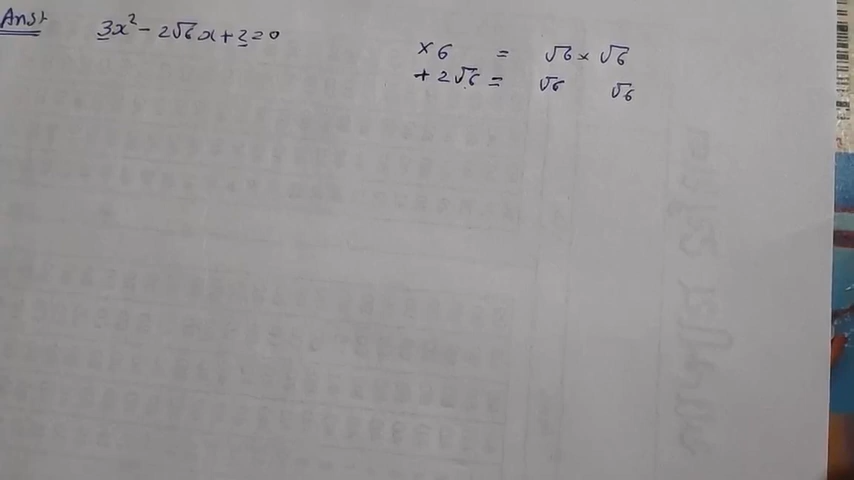 Ans:
3x² - 2√6x + 2 = 0
× 6 = √6 × √6
+ 2√6 = √6 √6